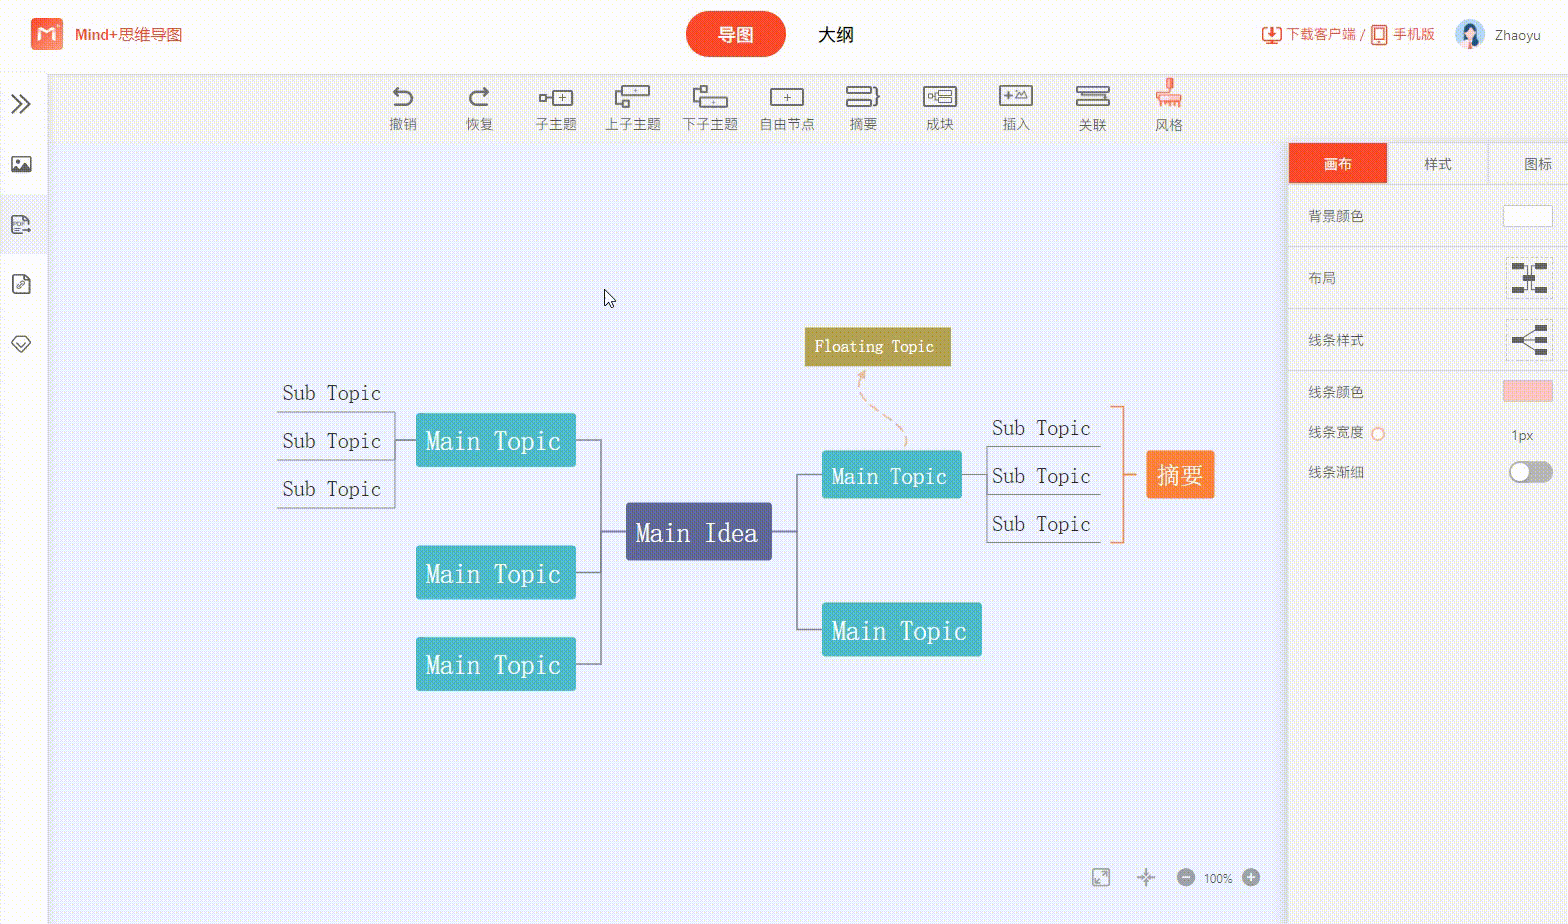 Mind+思维导图
导图
大纲
下载客户端 / 手机版
Zhaoyu
撤销
恢复
子主题
上子主题
下子主题
自由节点
摘要
成块
插入
关联
风格
画布
样式
图标
背景颜色
布局
线条样式
线条颜色
线条宽度
1px
线条渐细
Floating Topic
Sub Topic
Sub Topic
Sub Topic
Main Topic
Main Topic
Main Topic
Main Idea
Main Topic
Sub Topic
Sub Topic
Sub Topic
摘要
Main Topic
100%